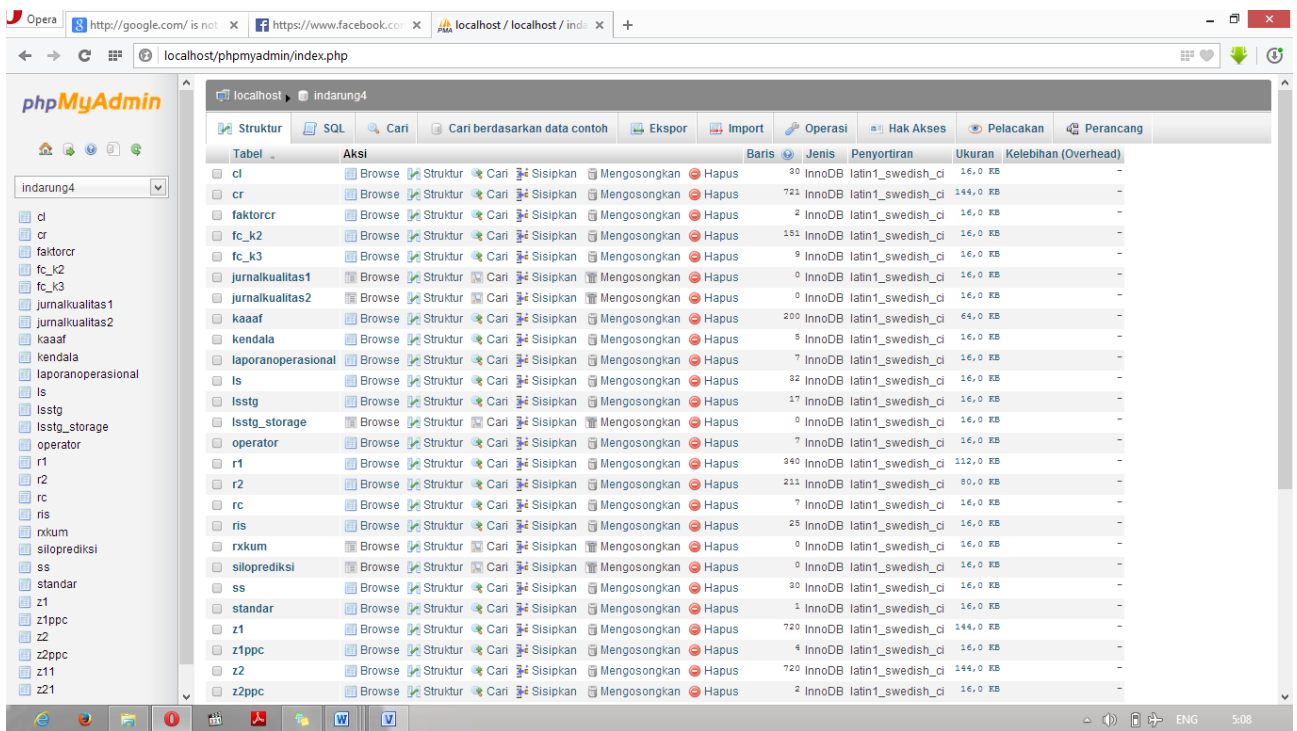 Opera
http://google.com/ is not
https://www.facebook.cor
localhost / localhost / inda
localhost/phpmyadmin/index.php
phpMyAdmin
indarung4
cl
cr
faktorcr
fc_k2
fc_k3
jurnalkualitas1
jurnalkualitas2
kaaaf
kendala
laporanoperasional
ls
lsstg
lsstg_storage
operator
r1
r2
rc
ris
rxkum
siloprediksi
ss
standar
z1
z1ppc
z2
z2ppc
z11
z21
localhost indarung4
Struktur SQL Cari Cari berdasarkan data contoh Ekspor Import Operasi Hak Akses Pelacakan Perancang
Tabel Aksi Baris Jenis Penyortiran Ukuran Kelebihan (Overhead)
cl Browse Struktur Cari Sisipkan Mengosongkan Hapus 30 InnoDB latin1_swedish_ci 16,0 KB -
cr Browse Struktur Cari Sisipkan Mengosongkan Hapus 721 InnoDB latin1_swedish_ci 144,0 KB -
faktorcr Browse Struktur Cari Sisipkan Mengosongkan Hapus 2 InnoDB latin1_swedish_ci 16,0 KB -
fc_k2 Browse Struktur Cari Sisipkan Mengosongkan Hapus 151 InnoDB latin1_swedish_ci 16,0 KB -
fc_k3 Browse Struktur Cari Sisipkan Mengosongkan Hapus 9 InnoDB latin1_swedish_ci 16,0 KB -
jurnalkualitas1 Browse Struktur Cari Sisipkan Mengosongkan Hapus 0 InnoDB latin1_swedish_ci 16,0 KB -
jurnalkualitas2 Browse Struktur Cari Sisipkan Mengosongkan Hapus 0 InnoDB latin1_swedish_ci 16,0 KB -
kaaaf Browse Struktur Cari Sisipkan Mengosongkan Hapus 200 InnoDB latin1_swedish_ci 64,0 KB -
kendala Browse Struktur Cari Sisipkan Mengosongkan Hapus 5 InnoDB latin1_swedish_ci 16,0 KB -
laporanoperasional Browse Struktur Cari Sisipkan Mengosongkan Hapus 7 InnoDB latin1_swedish_ci 16,0 KB -
ls Browse Struktur Cari Sisipkan Mengosongkan Hapus 32 InnoDB latin1_swedish_ci 16,0 KB -
lsstg Browse Struktur Cari Sisipkan Mengosongkan Hapus 17 InnoDB latin1_swedish_ci 16,0 KB -
lsstg_storage Browse Struktur Cari Sisipkan Mengosongkan Hapus 0 InnoDB latin1_swedish_ci 16,0 KB -
operator Browse Struktur Cari Sisipkan Mengosongkan Hapus 7 InnoDB latin1_swedish_ci 16,0 KB -
r1 Browse Struktur Cari Sisipkan Mengosongkan Hapus 340 InnoDB latin1_swedish_ci 112,0 KB -
r2 Browse Struktur Cari Sisipkan Mengosongkan Hapus 211 InnoDB latin1_swedish_ci 80,0 KB -
rc Browse Struktur Cari Sisipkan Mengosongkan Hapus 7 InnoDB latin1_swedish_ci 16,0 KB -
ris Browse Struktur Cari Sisipkan Mengosongkan Hapus 25 InnoDB latin1_swedish_ci 16,0 KB -
rxkum Browse Struktur Cari Sisipkan Mengosongkan Hapus 0 InnoDB latin1_swedish_ci 16,0 KB -
siloprediksi Browse Struktur Cari Sisipkan Mengosongkan Hapus 0 InnoDB latin1_swedish_ci 16,0 KB -
ss Browse Struktur Cari Sisipkan Mengosongkan Hapus 30 InnoDB latin1_swedish_ci 16,0 KB -
standar Browse Struktur Cari Sisipkan Mengosongkan Hapus 1 InnoDB latin1_swedish_ci 16,0 KB -
z1 Browse Struktur Cari Sisipkan Mengosongkan Hapus 720 InnoDB latin1_swedish_ci 144,0 KB -
z1ppc Browse Struktur Cari Sisipkan Mengosongkan Hapus 4 InnoDB latin1_swedish_ci 16,0 KB -
z2 Browse Struktur Cari Sisipkan Mengosongkan Hapus 720 InnoDB latin1_swedish_ci 144,0 KB -
z2ppc Browse Struktur Cari Sisipkan Mengosongkan Hapus 2 InnoDB latin1_swedish_ci 16,0 KB -
ENG 5:08